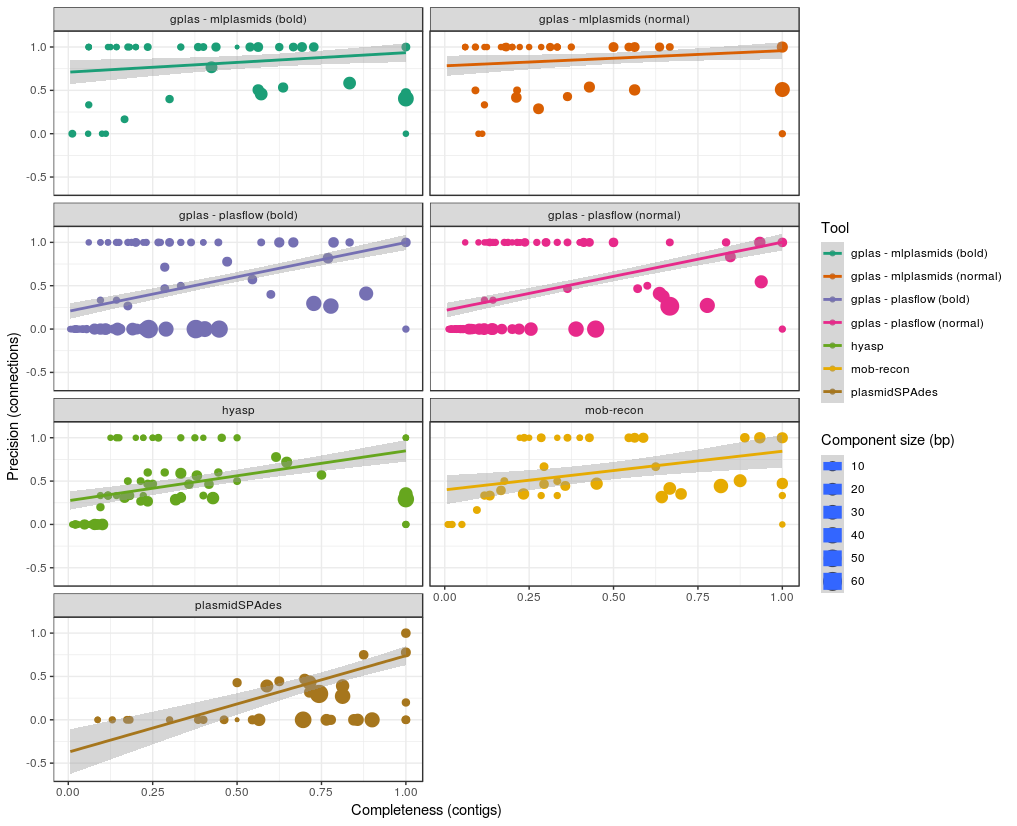 gplas - mlplasmids (bold)
gplas - mlplasmids (normal)
1.0
0.5
0.0
-0.5
gplas - plasflow (bold)
gplas - plasflow (normal)
1.0
0.5
0.0
-0.5
hyasp
mob-recon
1.0
0.5
0.0
-0.5
0.00 0.25 0.50 0.75 1.00
plasmidSPAdes
1.0
0.5
0.0
-0.5
0.00 0.25 0.50 0.75 1.00
Completeness (contigs)
Precision (connections)
Tool
gplas - mlplasmids (bold)
gplas - mlplasmids (normal)
gplas - plasflow (bold)
gplas - plasflow (normal)
hyasp
mob-recon
plasmidSPAdes
Component size (bp)
10
20
30
40
50
60